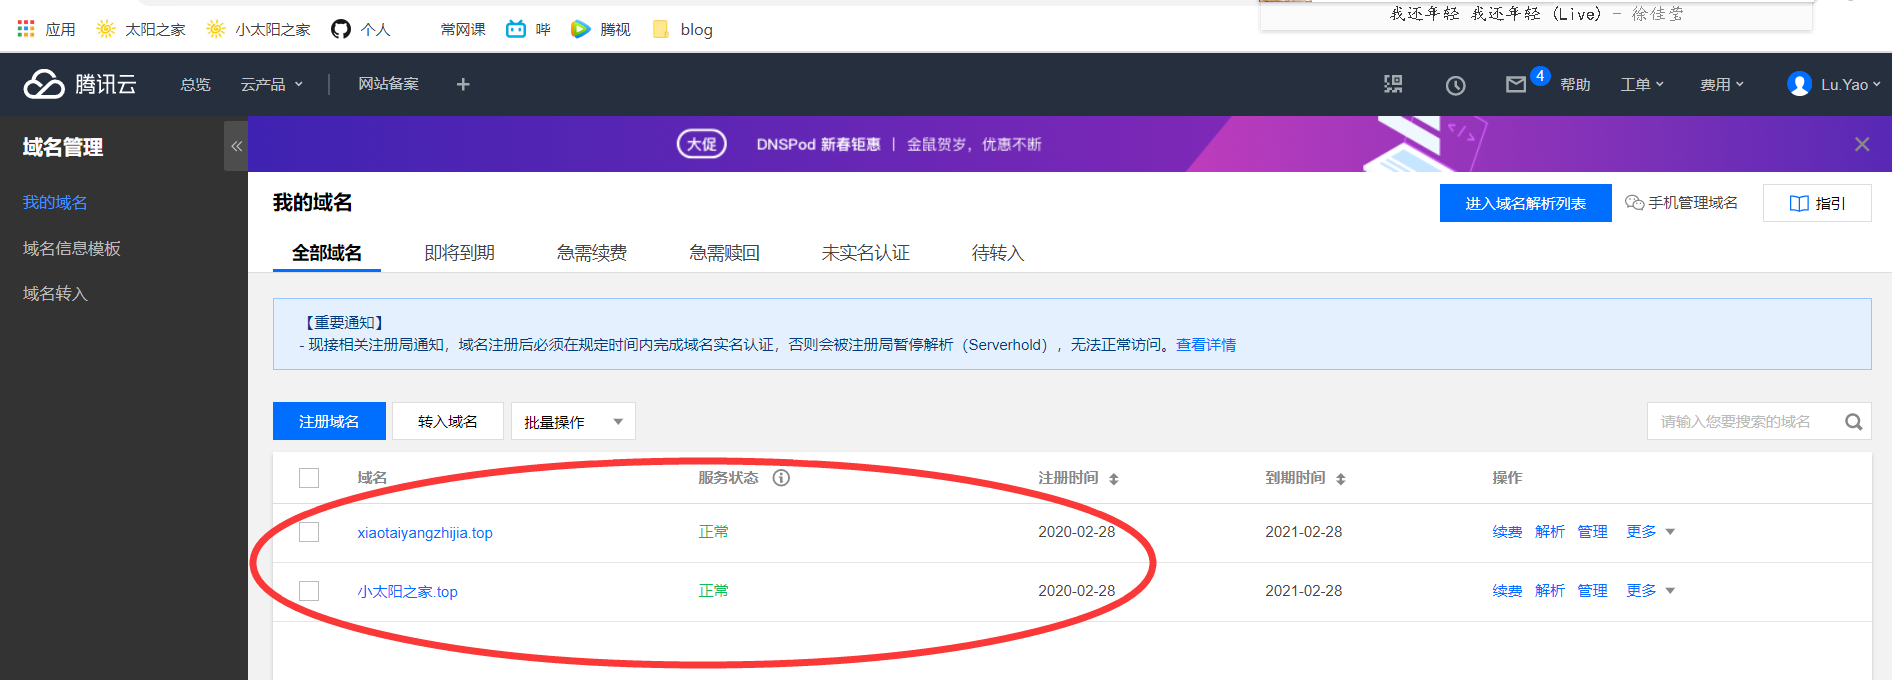 我还年轻 我还年轻 (Live) - 徐佳莹
应用 太阳之家 小太阳之家 个人 常网课 哔 腾视 blog
腾讯云 总览 云产品 网站备案 + 4 帮助 工单 费用 Lu.Yao
域名管理
我的域名
域名信息模板
域名转入
大促 DNSPod 新春钜惠 | 金鼠贺岁，优惠不断
我的域名 进入域名解析列表 手机管理域名 指引
全部域名 即将到期 急需续费 急需赎回 未实名认证 待转入
【重要通知】
- 现接相关注册局通知，域名注册后必须在规定时间内完成域名实名认证，否则会被注册局暂停解析（Serverhold），无法正常访问。查看详情
注册域名 转入域名 批量操作 请输入您要搜索的域名
域名 服务状态 注册时间 到期时间 操作
xiaotaiyangzhijia.top 正常 2020-02-28 2021-02-28 续费 解析 管理 更多
小太阳之家.top 正常 2020-02-28 2021-02-28 续费 解析 管理 更多